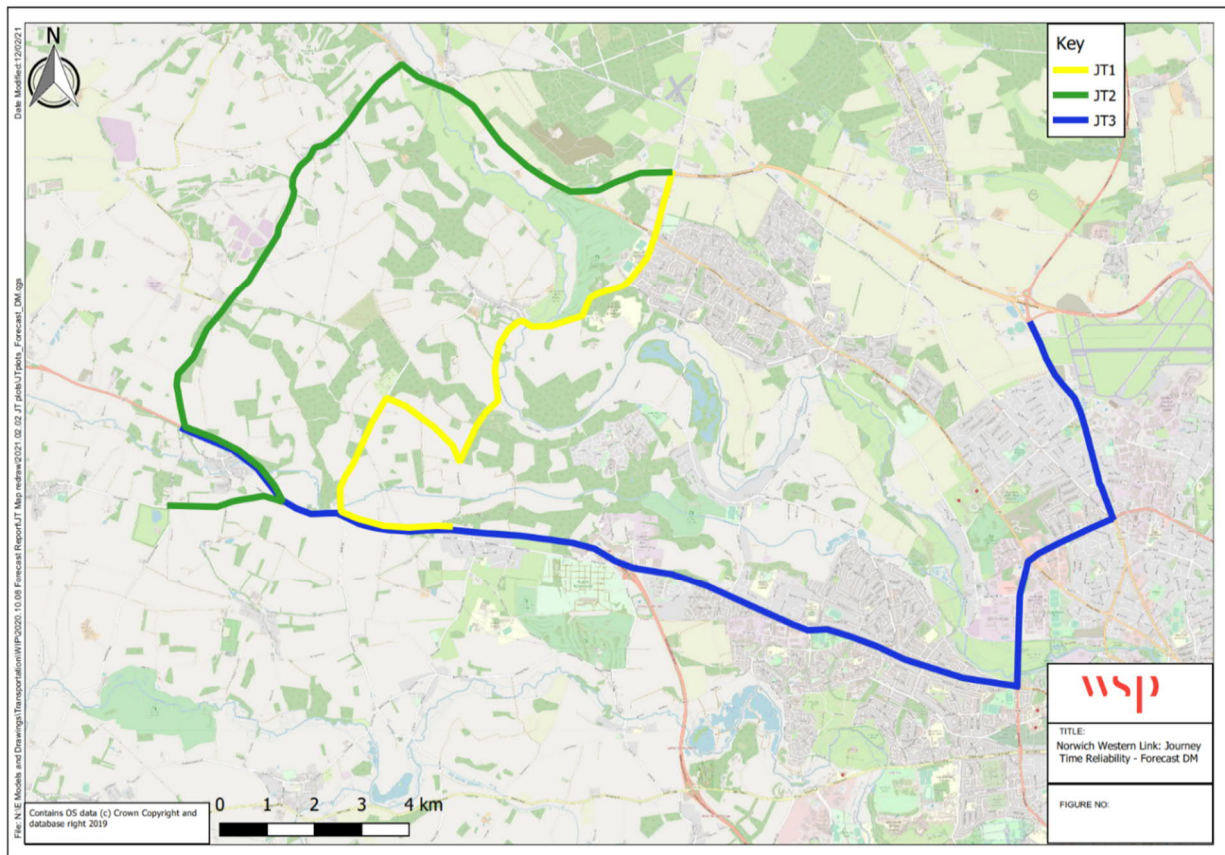 Date Modified:12/02/21
File: N:\E Models and Drawings\Transportation\WIP\2020.10.06 Forecast Report\JT Map redraw\2021.02.02 JT plots\JTplots_Forecast_DM.qgs
N
Key
JT1
JT2
JT3
0 1 2 3 4 km
Contains OS data (c) Crown Copyright and
database right 2019
wsp
TITLE:
Norwich Western Link: Journey
Time Reliability - Forecast DM
FIGURE NO: